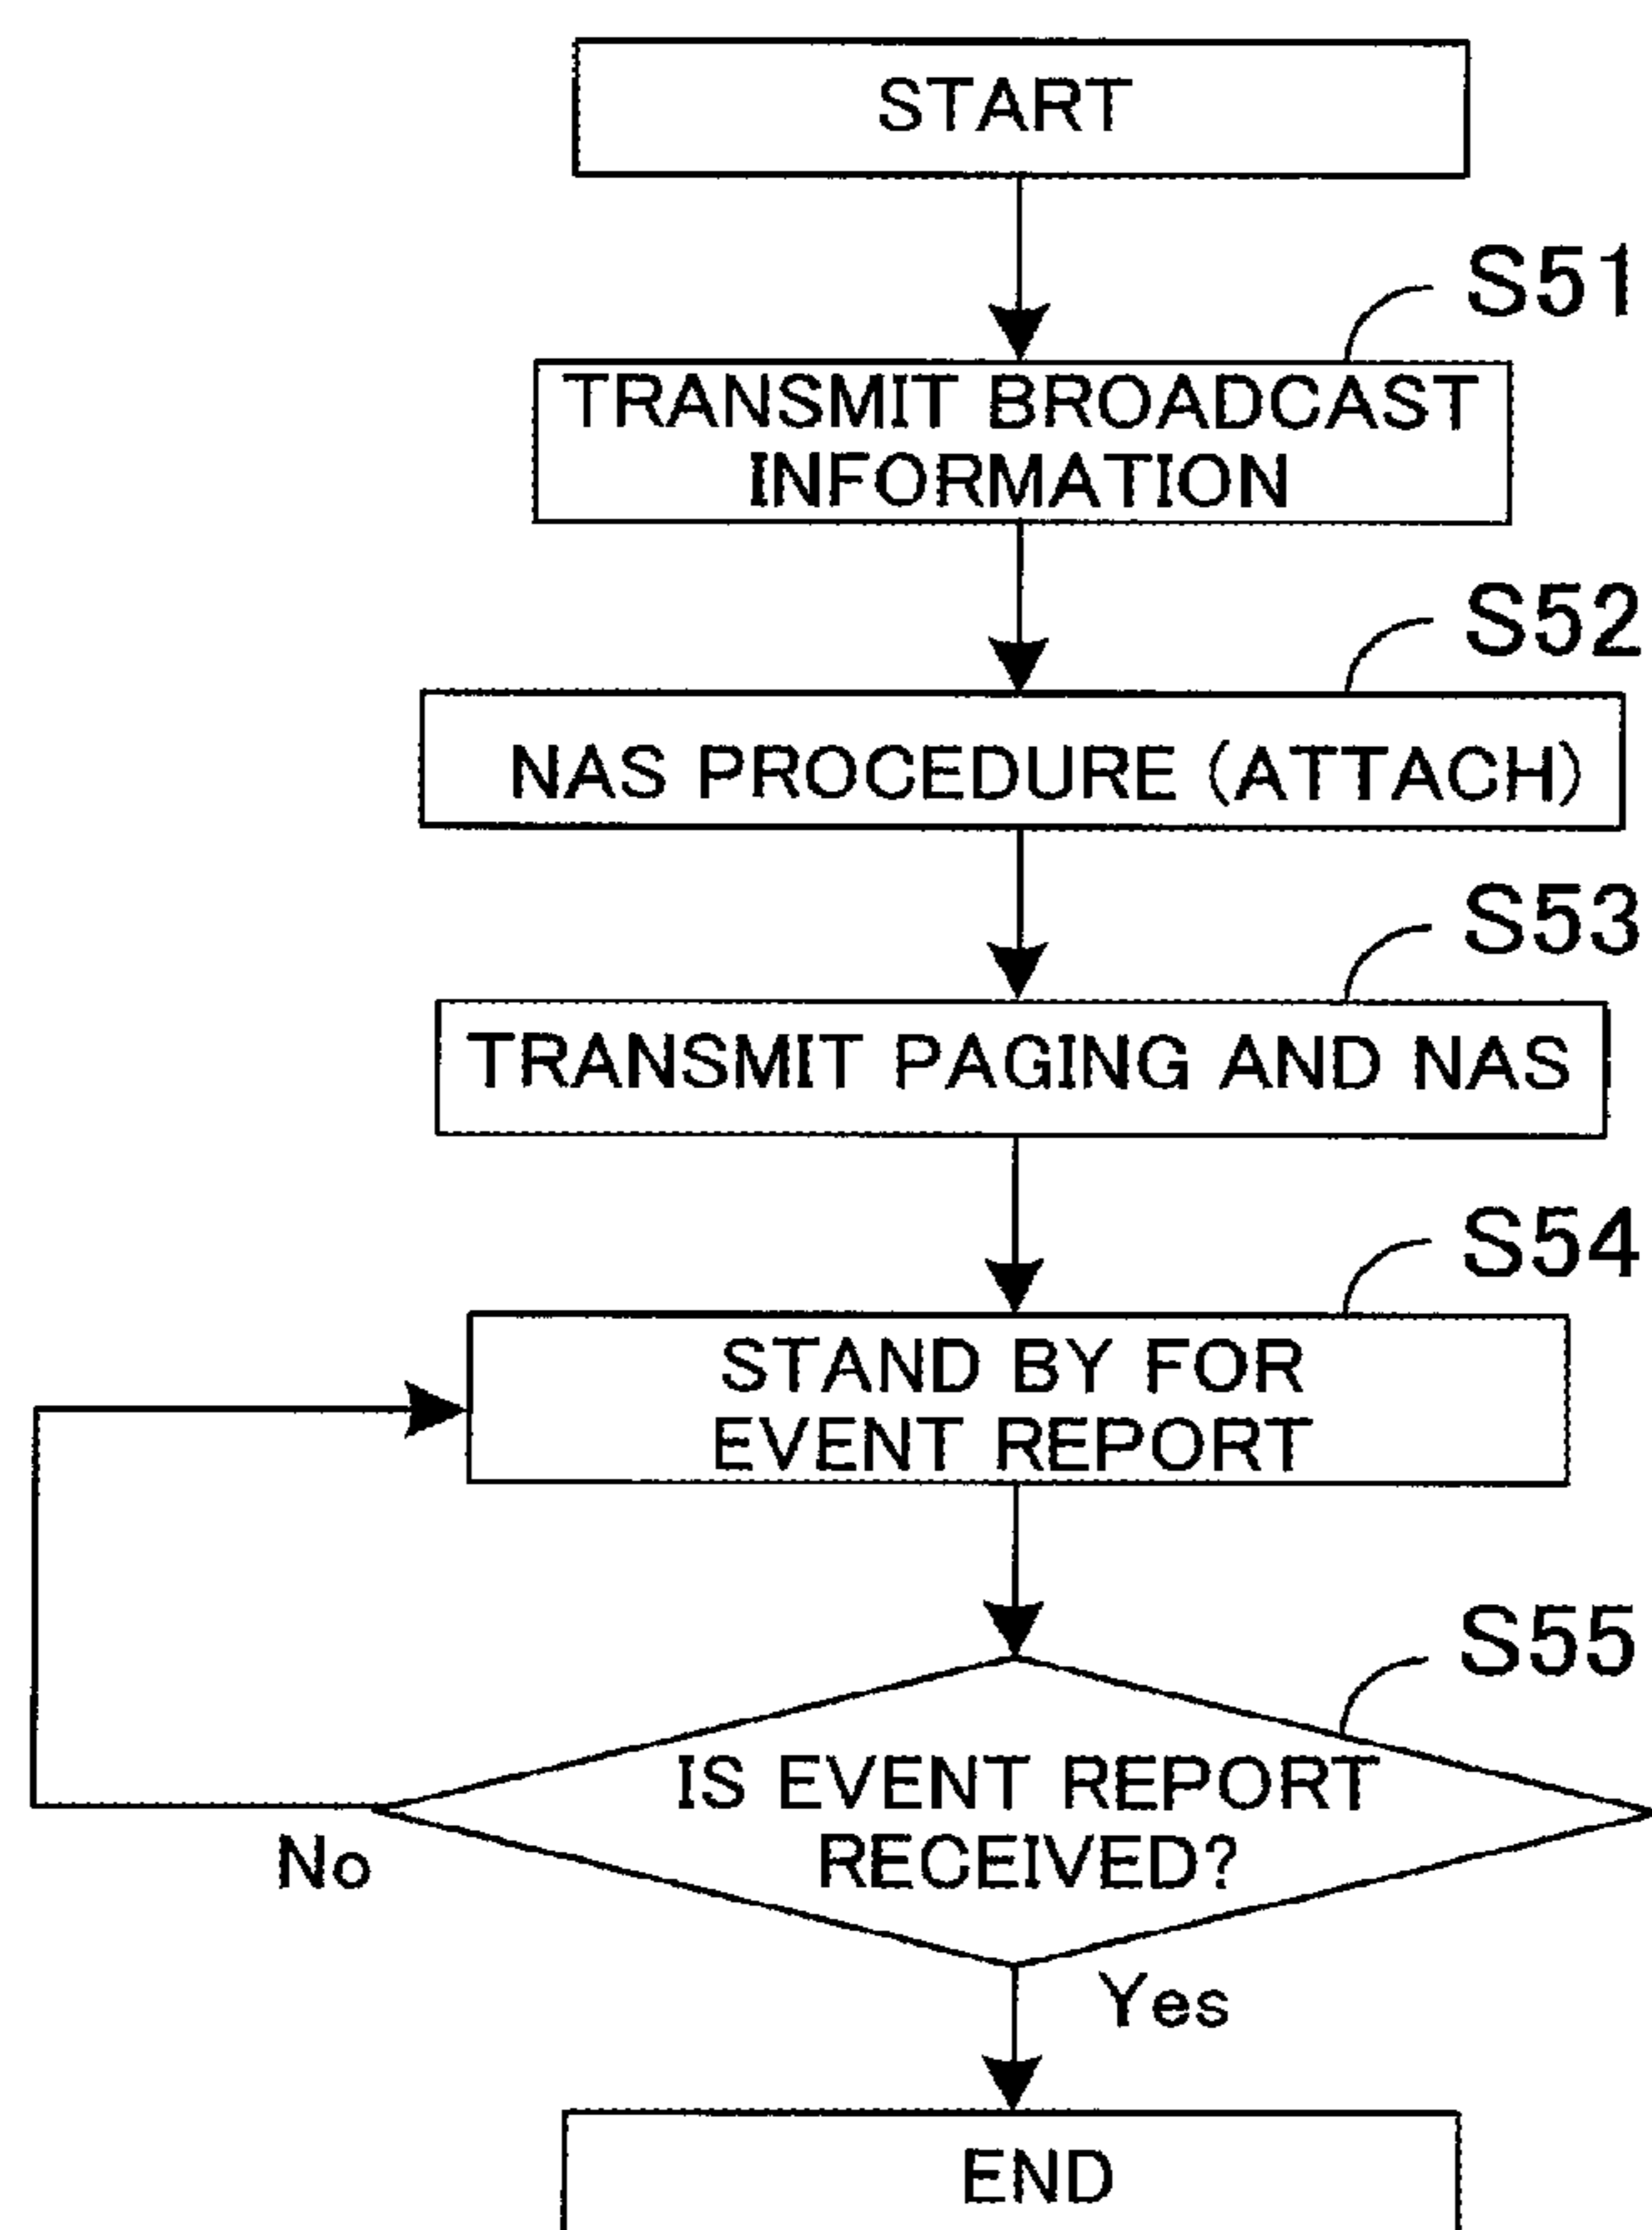 START
S51
TRANSMIT BROADCAST
INFORMATION
S52
NAS PROCEDURE (ATTACH)
S53
TRANSMIT PAGING AND NAS
S54
STAND BY FOR
EVENT REPORT
S55
IS EVENT REPORT
RECEIVED?
No
Yes
END